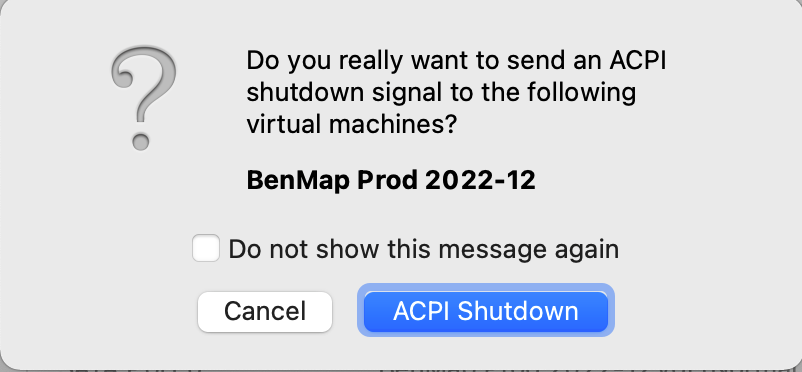 Do you really want to send an ACPI
shutdown signal to the following
virtual machines?
BenMap Prod 2022-12
Do not show this message again
Cancel
ACPI Shutdown